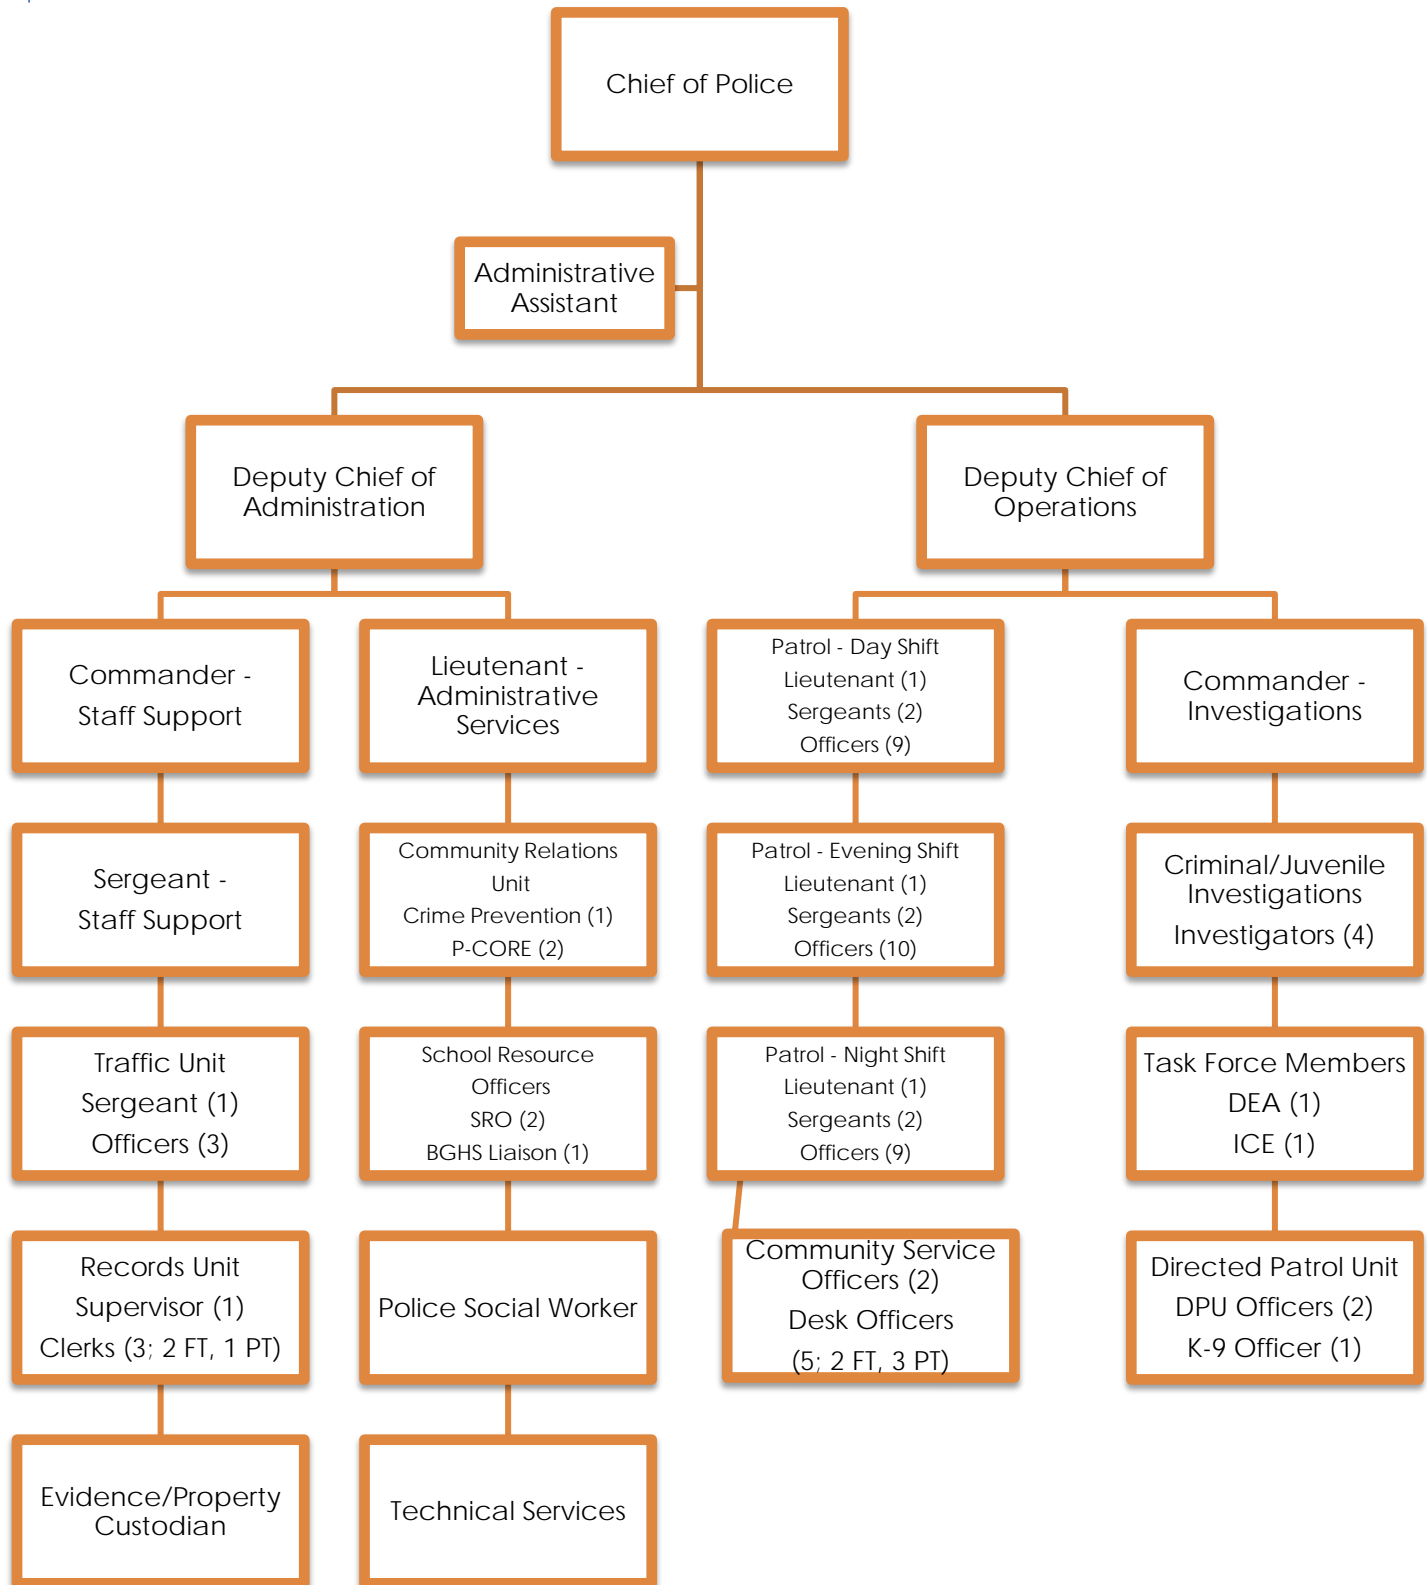 Chief of Police
Administrative
Assistant
Deputy Chief of
Administration
Deputy Chief of
Operations
Commander -
Staff Support
Lieutenant -
Administrative
Services
Patrol - Day Shift
Lieutenant (1)
Sergeants (2)
Officers (9)
Commander -
Investigations
Sergeant -
Staff Support
Community Relations
Unit
Crime Prevention (1)
P-CORE (2)
Patrol - Evening Shift
Lieutenant (1)
Sergeants (2)
Officers (10)
Criminal/Juvenile
Investigations
Investigators (4)
Traffic Unit
Sergeant (1)
Officers (3)
School Resource
Officers
SRO (2)
BGHS Liaison (1)
Patrol - Night Shift
Lieutenant (1)
Sergeants (2)
Officers (9)
Task Force Members
DEA (1)
ICE (1)
Records Unit
Supervisor (1)
Clerks (3; 2 FT, 1 PT)
Police Social Worker
Community Service
Officers (2)
Desk Officers
(5; 2 FT, 3 PT)
Directed Patrol Unit
DPU Officers (2)
K-9 Officer (1)
Evidence/Property
Custodian
Technical Services